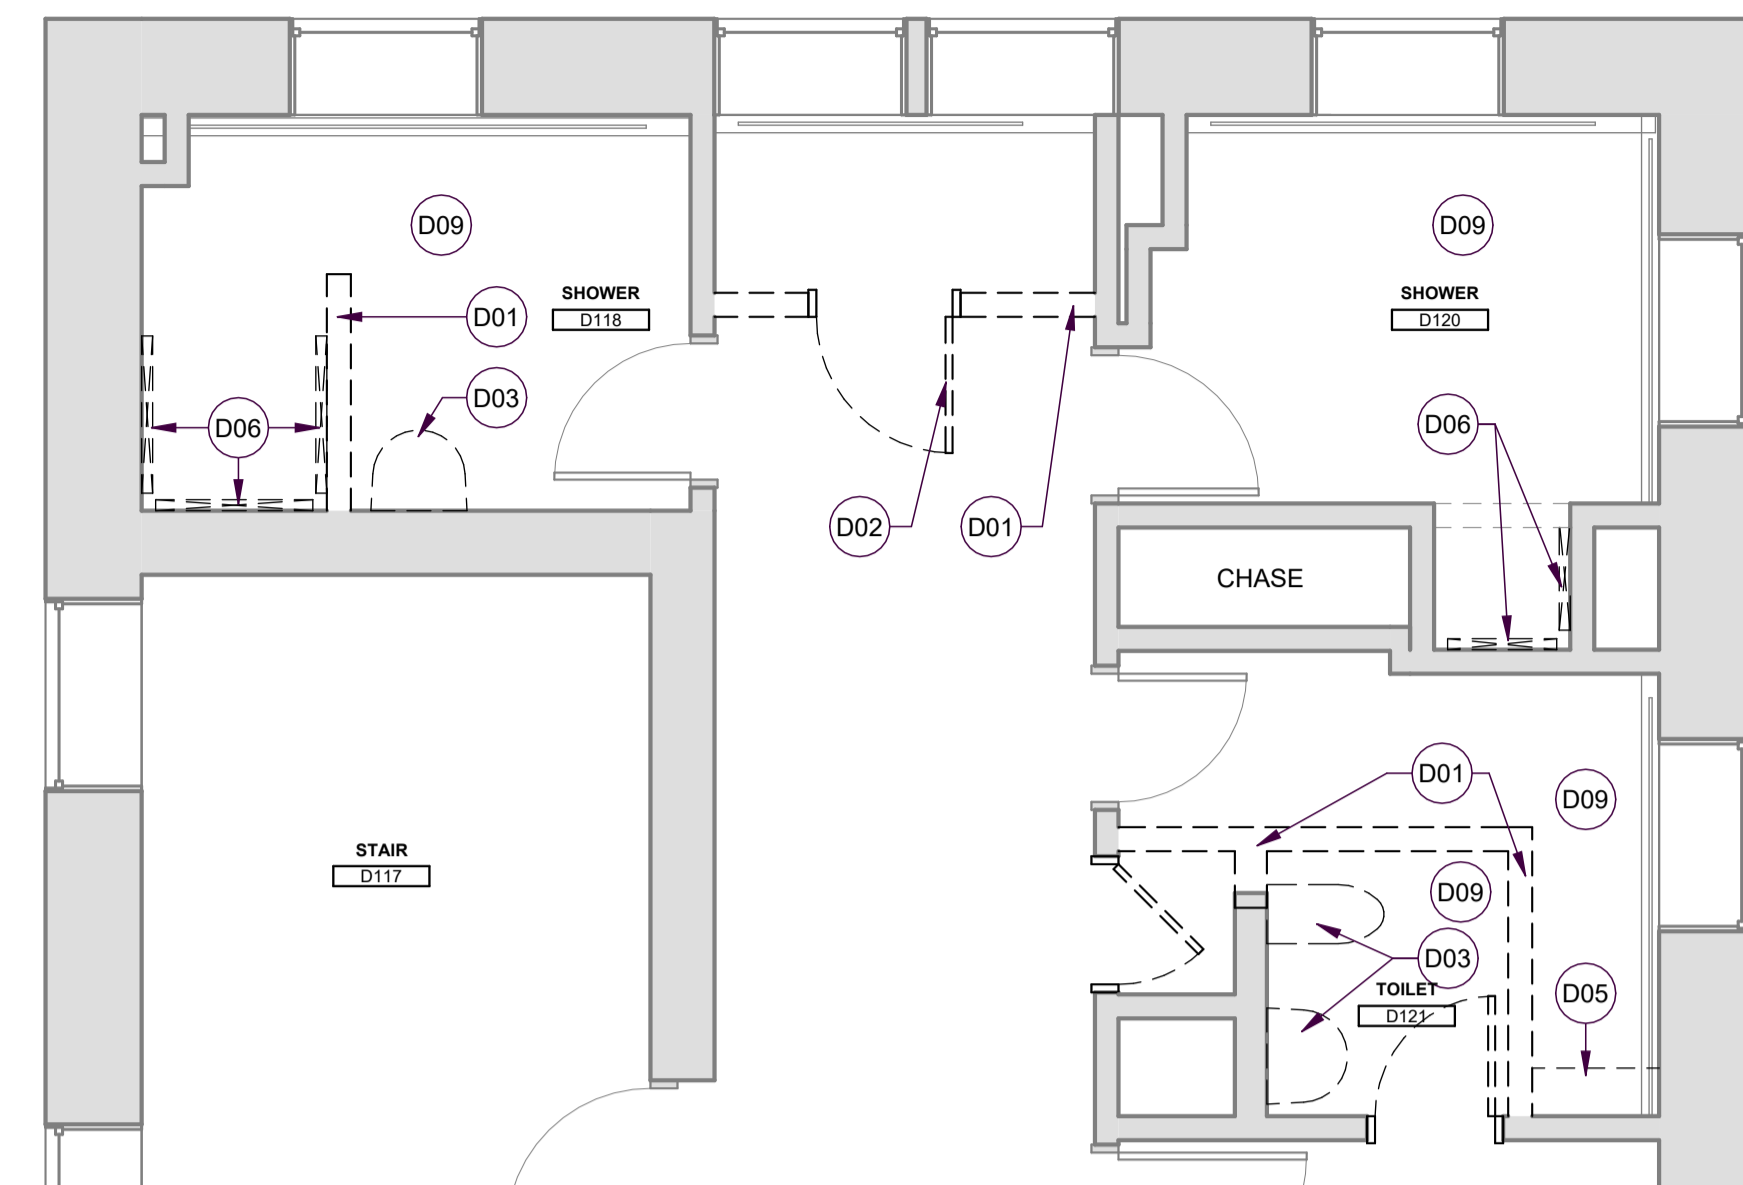 D09
D09
SHOWER
D118
SHOWER
D120
D01
D03
D06
D06
D02
D01
CHASE
D01
D09
STAIR
D117
D09
D03
TOILET
D121
D05